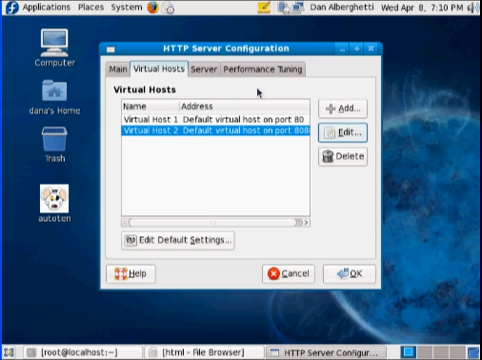 Applications Places System Dan Alberghetti Wed Apr 8, 7:10 PM
HTTP Server Configuration
Computer
Main Virtual Hosts Server Performance Tuning
Virtual Hosts
Name Address
Add...
Virtual Host 1 Default virtual host on port 80
Virtual Host 2 Default virtual host on port 808
Edit...
dana's Home
Delete
Trash
autoten
Edit Default Settings...
Help Cancel OK
[root@localhost:~] [html - File Browser] HTTP Server Configur...